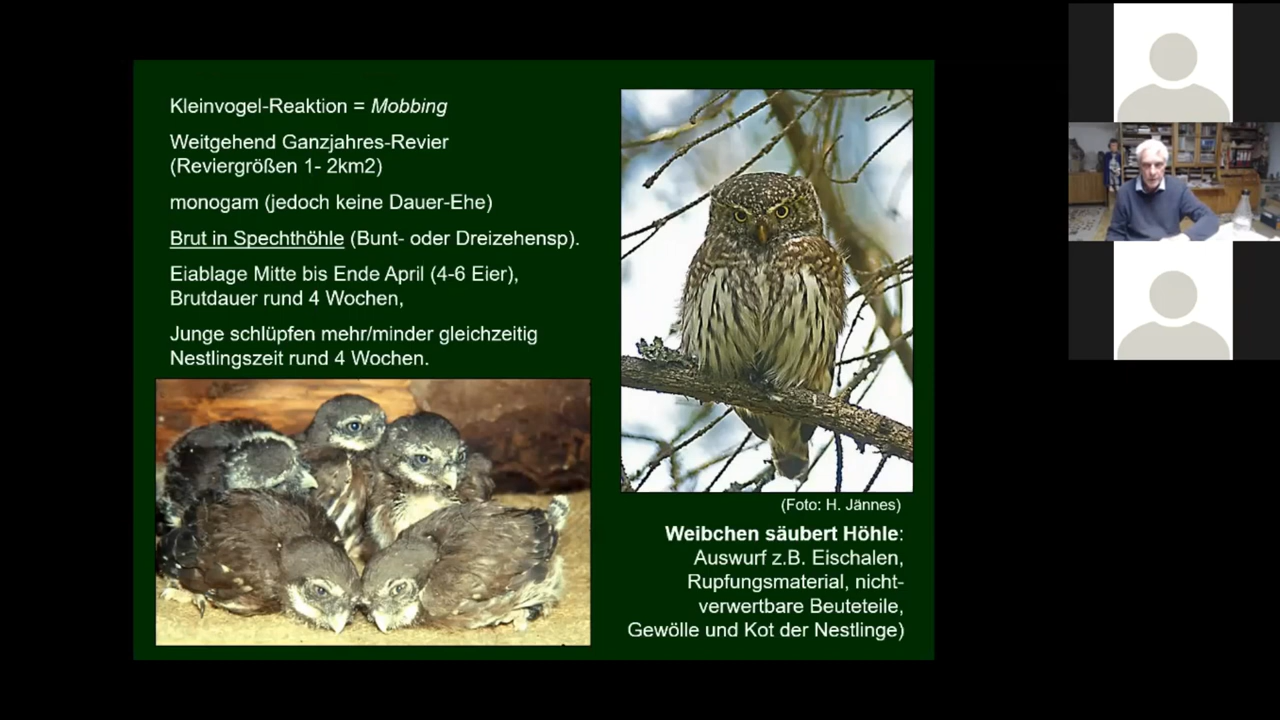 Kleinvogel-Reaktion = Mobbing
Weitgehend Ganzjahres-Revier
(Reviergrößen 1- 2km2)
monogam (jedoch keine Dauer-Ehe)
Brut in Spechthöhle (Bunt- oder Dreizehensp).
Eiablage Mitte bis Ende April (4-6 Eier),
Brutdauer rund 4 Wochen,
Junge schlüpfen mehr/minder gleichzeitig
Nestlingszeit rund 4 Wochen.
(Foto: H. Jännes)
Weibchen säubert Höhle:
Auswurf z.B. Eischalen,
Rupfungsmaterial, nicht-
verwertbare Beuteteile,
Gewölle und Kot der Nestlinge)